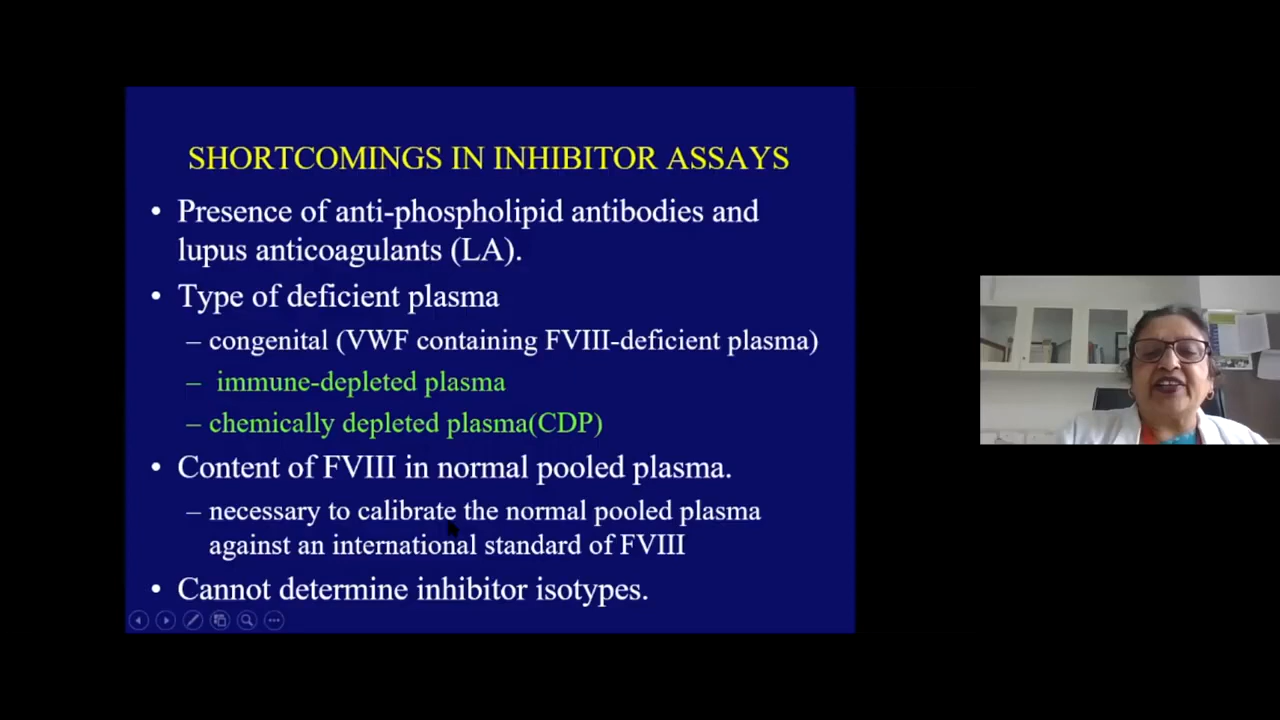 SHORTCOMINGS IN INHIBITOR ASSAYS
• Presence of anti-phospholipid antibodies and
lupus anticoagulants (LA).
• Type of deficient plasma
– congenital (VWF containing FVIII-deficient plasma)
– immune-depleted plasma
– chemically depleted plasma(CDP)
• Content of FVIII in normal pooled plasma.
– necessary to calibrate the normal pooled plasma
against an international standard of FVIII
• Cannot determine inhibitor isotypes.